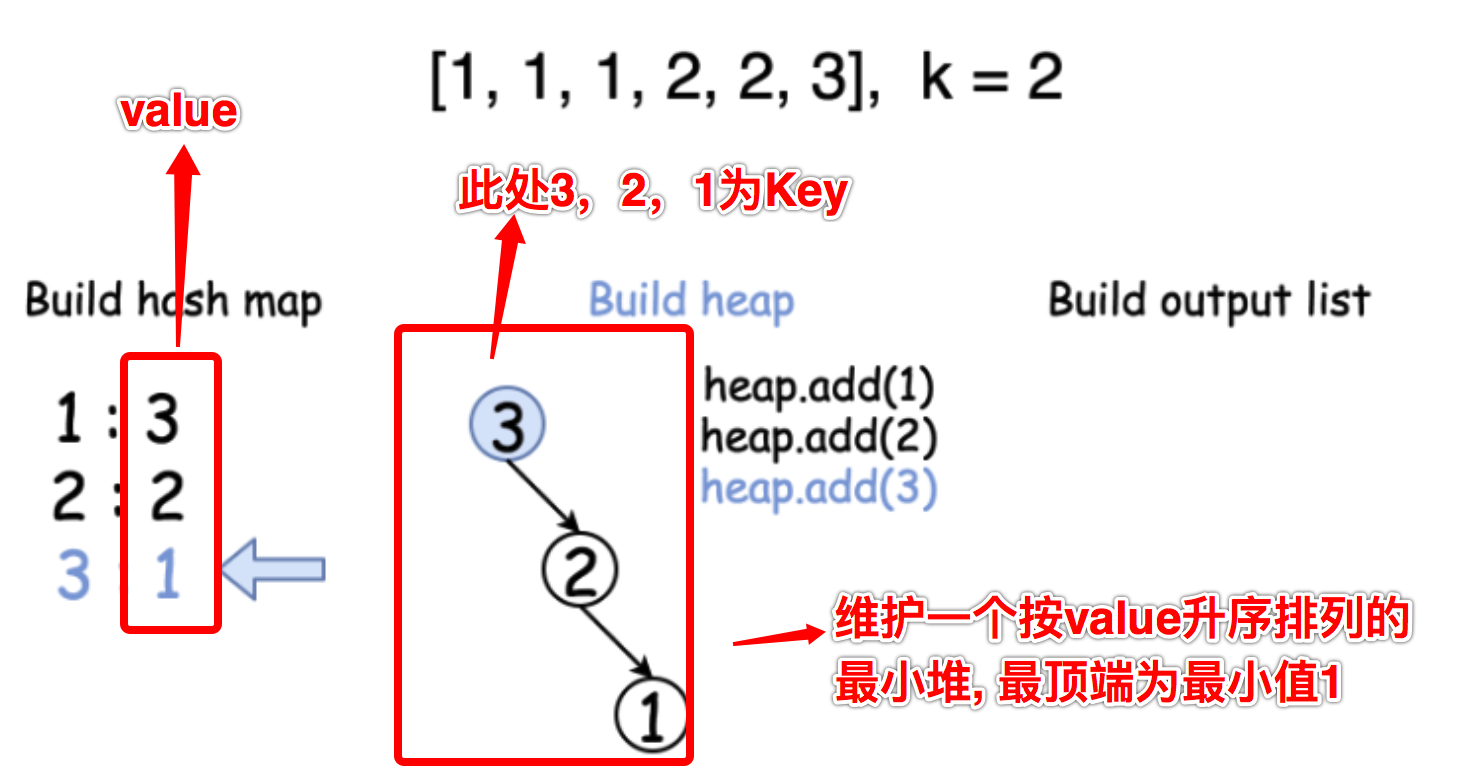 [1, 1, 1, 2, 2, 3], k = 2
value
此处3，2，1为Key
Build hash map
Build heap
Build output list
1 : 3
2 : 2
3 : 1
3
2
1
heap.add(1)
heap.add(2)
heap.add(3)
维护一个按value升序排列的
最小堆, 最顶端为最小值1